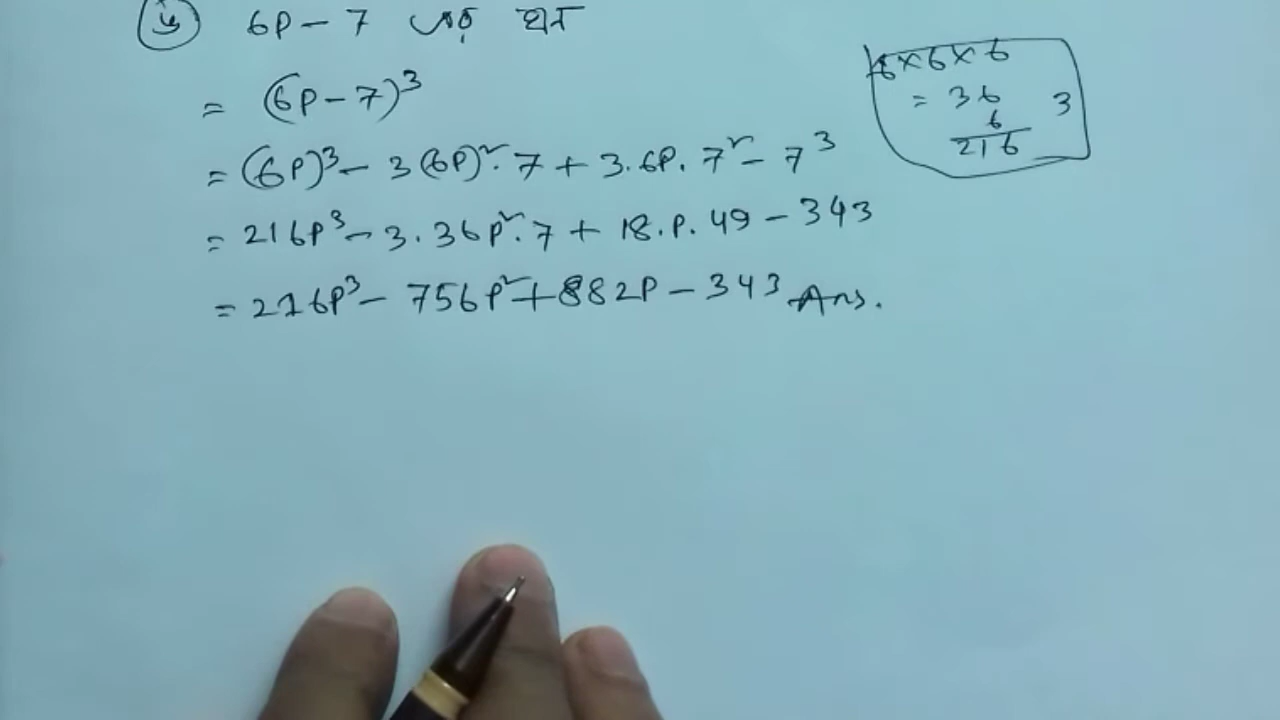 ঙ 6P - 7 এর ঘন
= (6P - 7)³
= (6P)³ - 3(6P)². 7 + 3.6P. 7² - 7³
= 216P³ - 3.36P². 7 + 18.P. 49 - 343
= 216P³ - 756P² + 882P - 343 Ans.
6×6×6
= 36 3
6
216